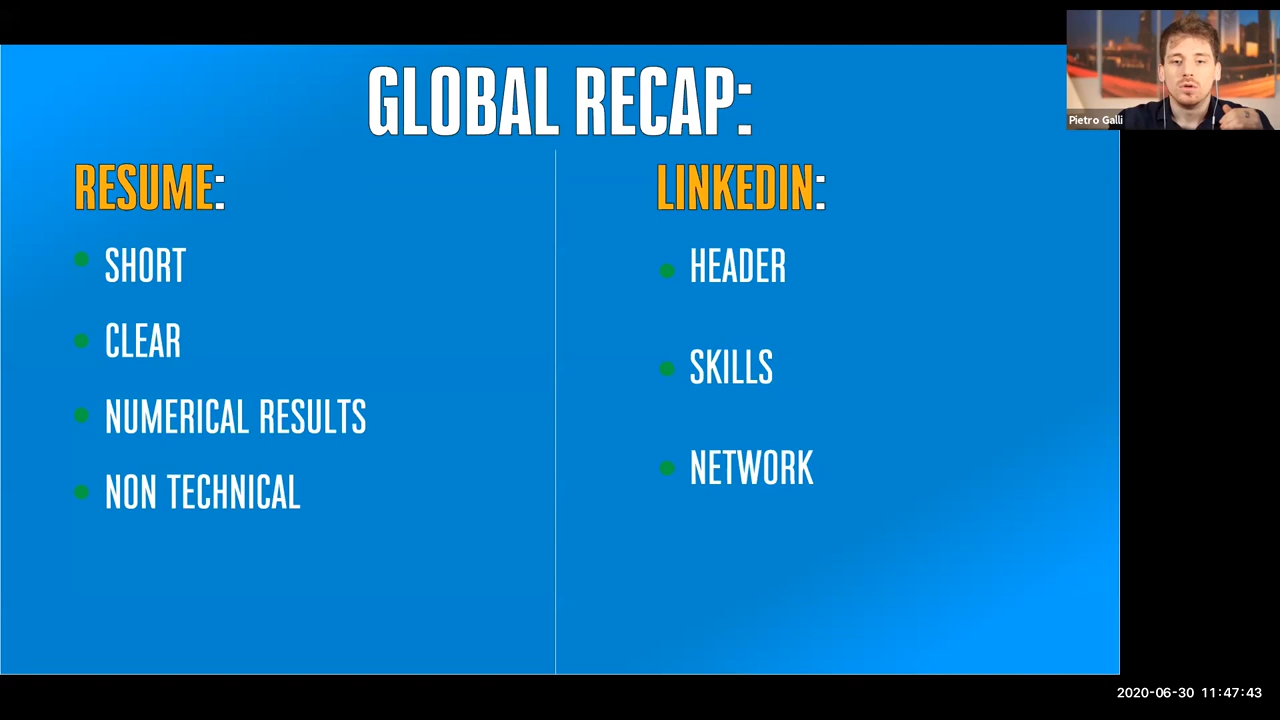 GLOBAL RECAP:
RESUME:
SHORT
CLEAR
NUMERICAL RESULTS
NON TECHNICAL
LINKEDIN:
HEADER
SKILLS
NETWORK
Pietro Galli
2020-06-30 11:47:43